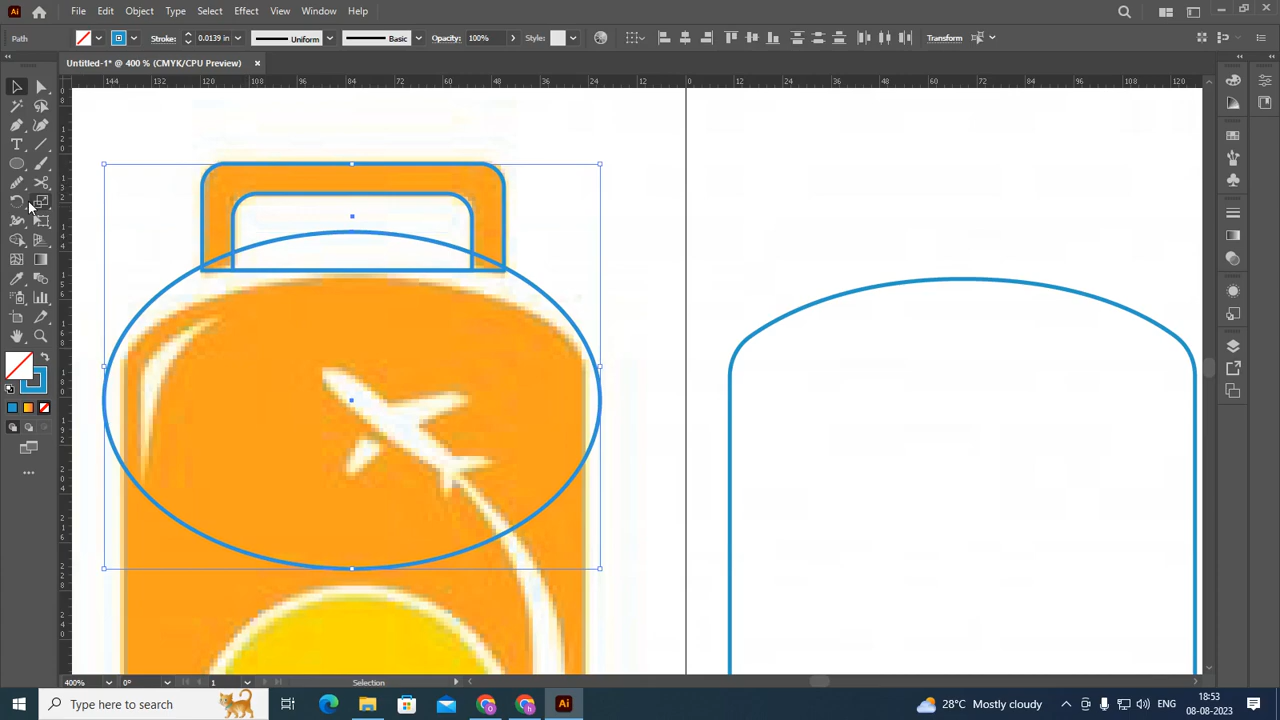 Ai File Edit Object Type Select Effect View Window Help
Path Stroke: 0.0139 in Uniform Basic Opacity: 100% Style: Transform
Untitled-1* @ 400 % (CMYK/CPU Preview) ×
144 120 96 84 72 60 48 36 24 12 0 12 24 36 48 60 72 84 96 108 120
400% 0° 1 Selection
Type here to search Ai 28°C Mostly cloudy ENG 18:53
08-08-2023